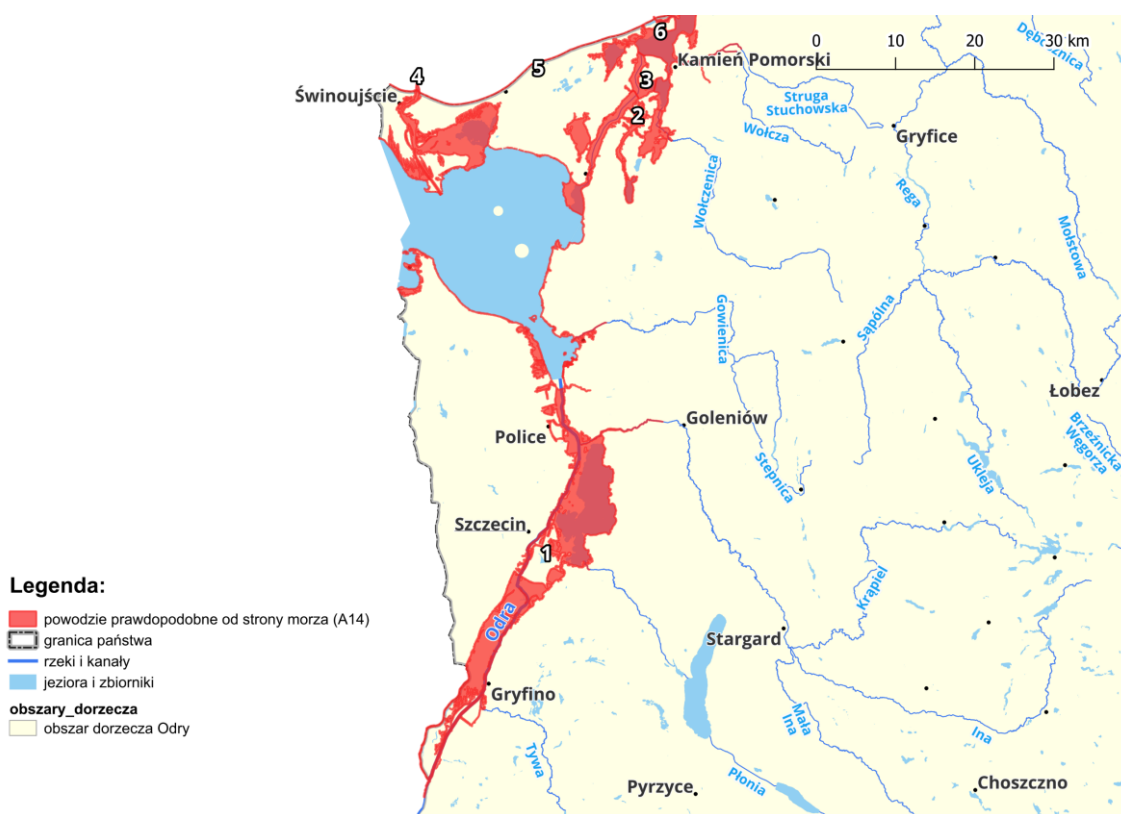 6
Dębosznica
0 10 20 30 km
Kamień Pomorski
5
4
3
Świnoujście
Struga
Stuchowska
2
Wołcza
Gryfice
Wołczenica
Rega
Mołstowa
Gowienica
Sąpólna
Łobez
Goleniów
Police
Brzeźnicka
Węgorza
Stepnica
Ukleja
Szczecin
1
Krąpiel
Legenda:
powodzie prawdopodobne od strony morza (A14)
granica państwa
rzeki i kanały
jeziora i zbiorniki
obszary_dorzecza
obszar dorzecza Odry
Odra
Stargard
Gryfino
Mała
Ina
Ina
Tywa
Płonia
Pyrzyce
Choszczno